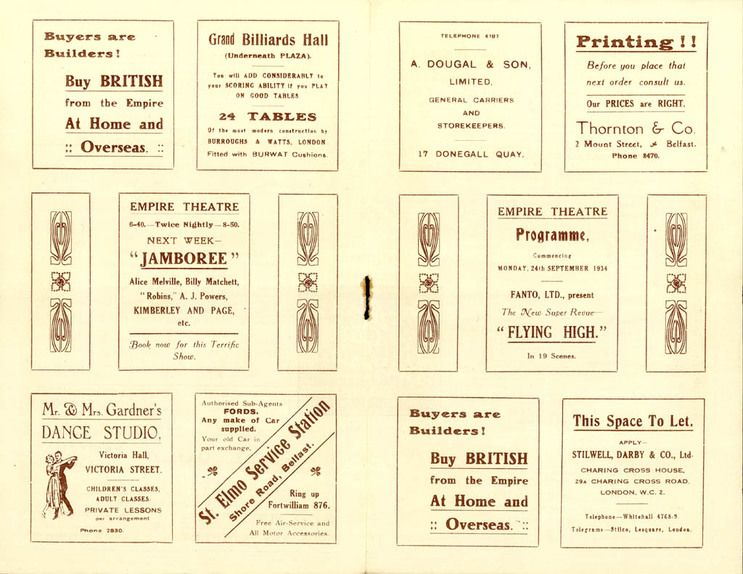 Buyers are
Builders!
Buy BRITISH
from the Empire
At Home and
:: Overseas. ::
Grand Billiards Hall
(Underneath PLAZA).
You will ADD CONSIDERABLY to
your SCORING ABILITY if you PLAY
ON GOOD TABLES
24 TABLES
Of the most modern construction by
BURROUGHS & WATTS, LONDON
Fitted with BURWAT Cushions.
TELEPHONE 4197
A. DOUGAL & SON,
LIMITED,
GENERAL CARRIERS
AND
STOREKEEPERS.
17 DONEGALL QUAY.
Printing !!
Before you place that
next order consult us.
Our PRICES are RIGHT.
Thornton & Co.
2 Mount Street, Belfast.
Phone 8470.
EMPIRE THEATRE
6-40.—Twice Nightly—8-50.
NEXT WEEK—
"JAMBOREE"
Alice Melville, Billy Matchett,
"Robins," A. J. Powers,
KIMBERLEY AND PAGE,
etc.
Book now for this Terrific
Show.
EMPIRE THEATRE
Programme,
Commencing
MONDAY, 24th SEPTEMBER 1934
FANTO, LTD., present
The New Super Revue—
"FLYING HIGH."
In 19 Scenes.
Mr. & Mrs. Gardner's
DANCE STUDIO,
Victoria Hall,
VICTORIA STREET.
CHILDREN'S CLASSES,
ADULT CLASSES.
PRIVATE LESSONS
per arrangement
Phone 2830.
Authorised Sub-Agents
FORDS.
Any make of Car
supplied.
Your old Car in
part exchange.
St. Elmo Service Station
Shore Road, Belfast.
Ring up
Fortwilliam 876.
Free Air-Service and
All Motor Accessories.
Buyers are
Builders!
Buy BRITISH
from the Empire
At Home and
:: Overseas. ::
This Space To Let.
APPLY—
STILWELL, DARBY & CO., Ltd.
CHARING CROSS HOUSE,
29A CHARING CROSS ROAD,
LONDON, W.C. 2.
Telephone—Whitehall 4768-9.
Telegrams—Stilco, Lesquare, London.